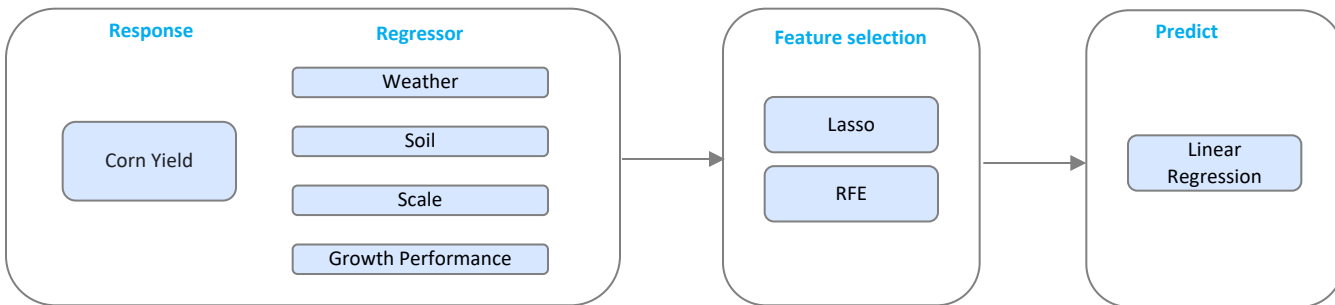 Response
Regressor
Corn Yield
Weather
Soil
Scale
Growth Performance
Feature selection
Lasso
RFE
Predict
Linear
Regression